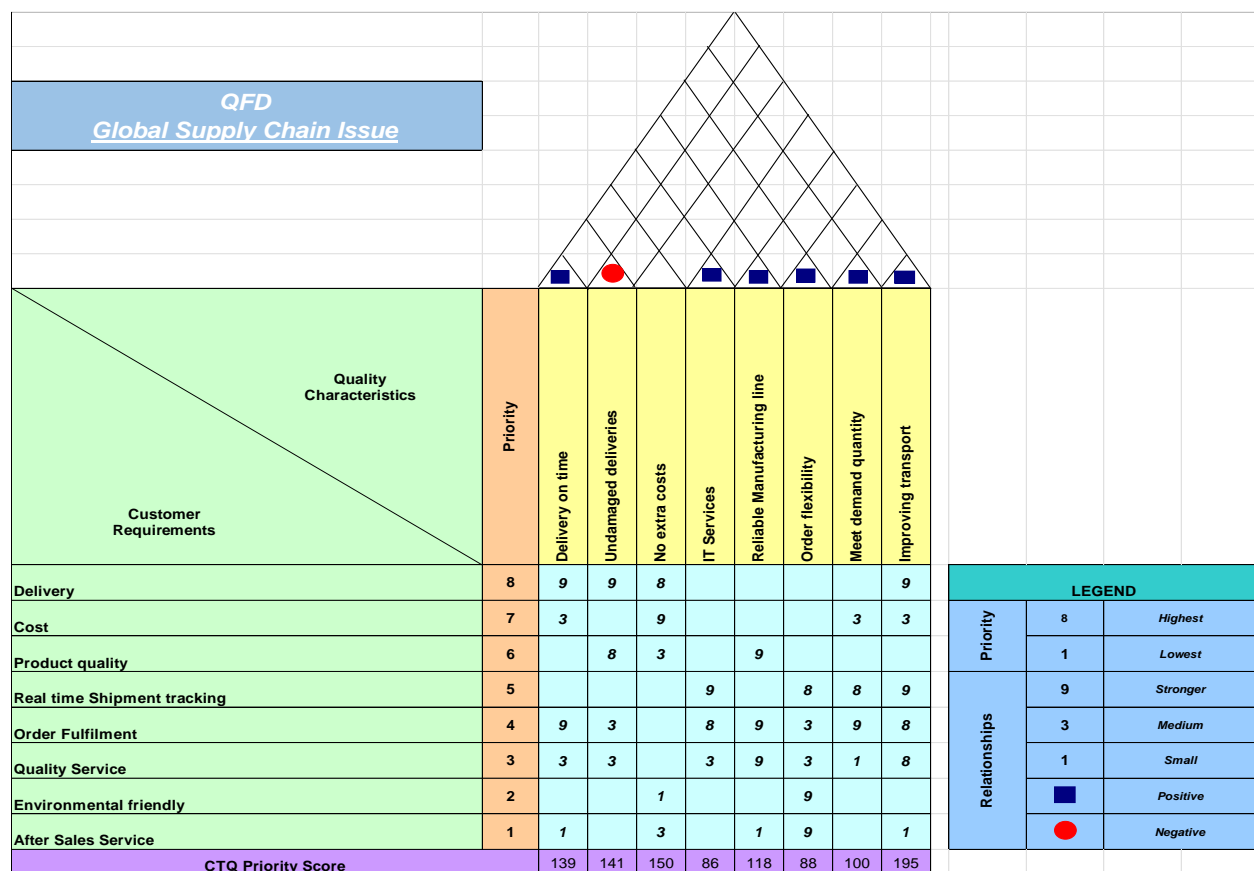 QFD
Global Supply Chain Issue
Quality
Characteristics
Customer
Requirements
Priority
Delivery on time
Undamaged deliveries
No extra costs
IT Services
Reliable Manufacturing line
Order flexibility
Meet demand quantity
Improving transport
Delivery 8 9 9 8 9
Cost 7 3 9 3 3
Product quality 6 8 3 9
Real time Shipment tracking 5 9 8 8 9
Order Fulfilment 4 9 3 8 9 3 9 8
Quality Service 3 3 3 3 9 3 1 8
Environmental friendly 2 1 9
After Sales Service 1 1 3 1 9 1
CTQ Priority Score 139 141 150 86 118 88 100 195
LEGEND
Priority
8 Highest
1 Lowest
Relationships
9 Stronger
3 Medium
1 Small
Positive
Negative